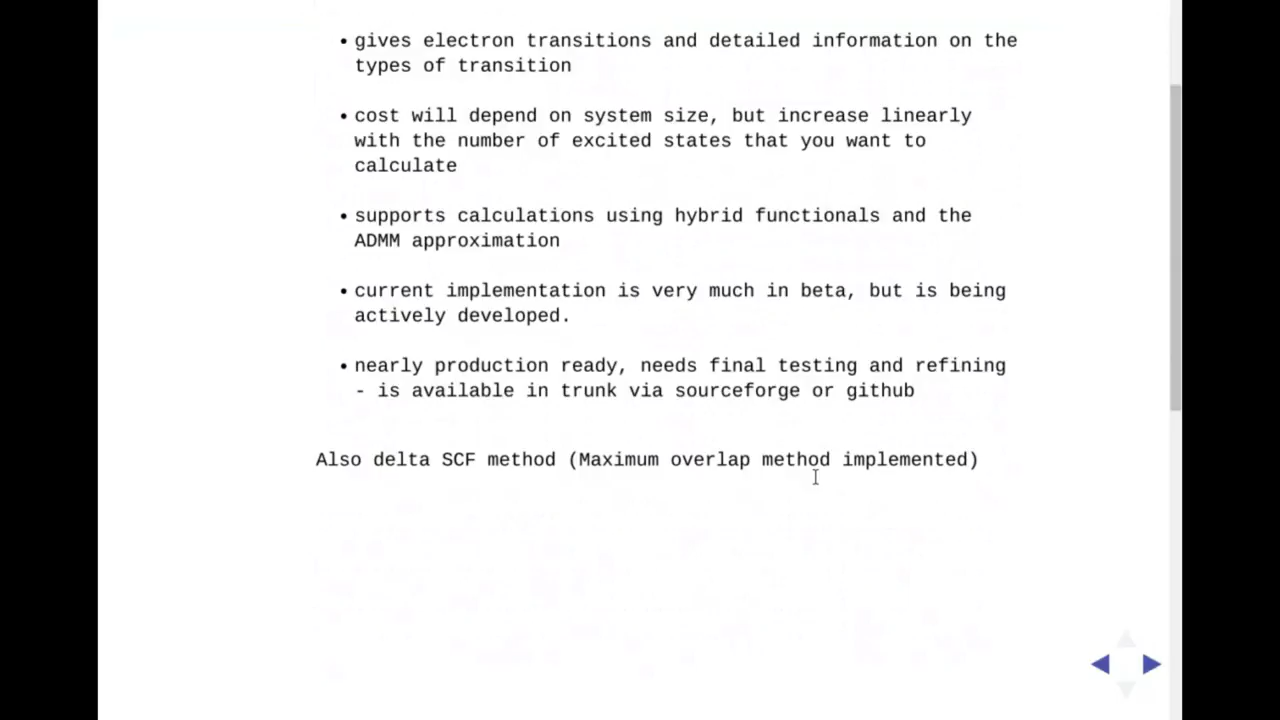 • gives electron transitions and detailed information on the
types of transition
• cost will depend on system size, but increase linearly
with the number of excited states that you want to
calculate
• supports calculations using hybrid functionals and the
ADMM approximation
• current implementation is very much in beta, but is being
actively developed.
• nearly production ready, needs final testing and refining
- is available in trunk via sourceforge or github
Also delta SCF method (Maximum overlap method implemented)